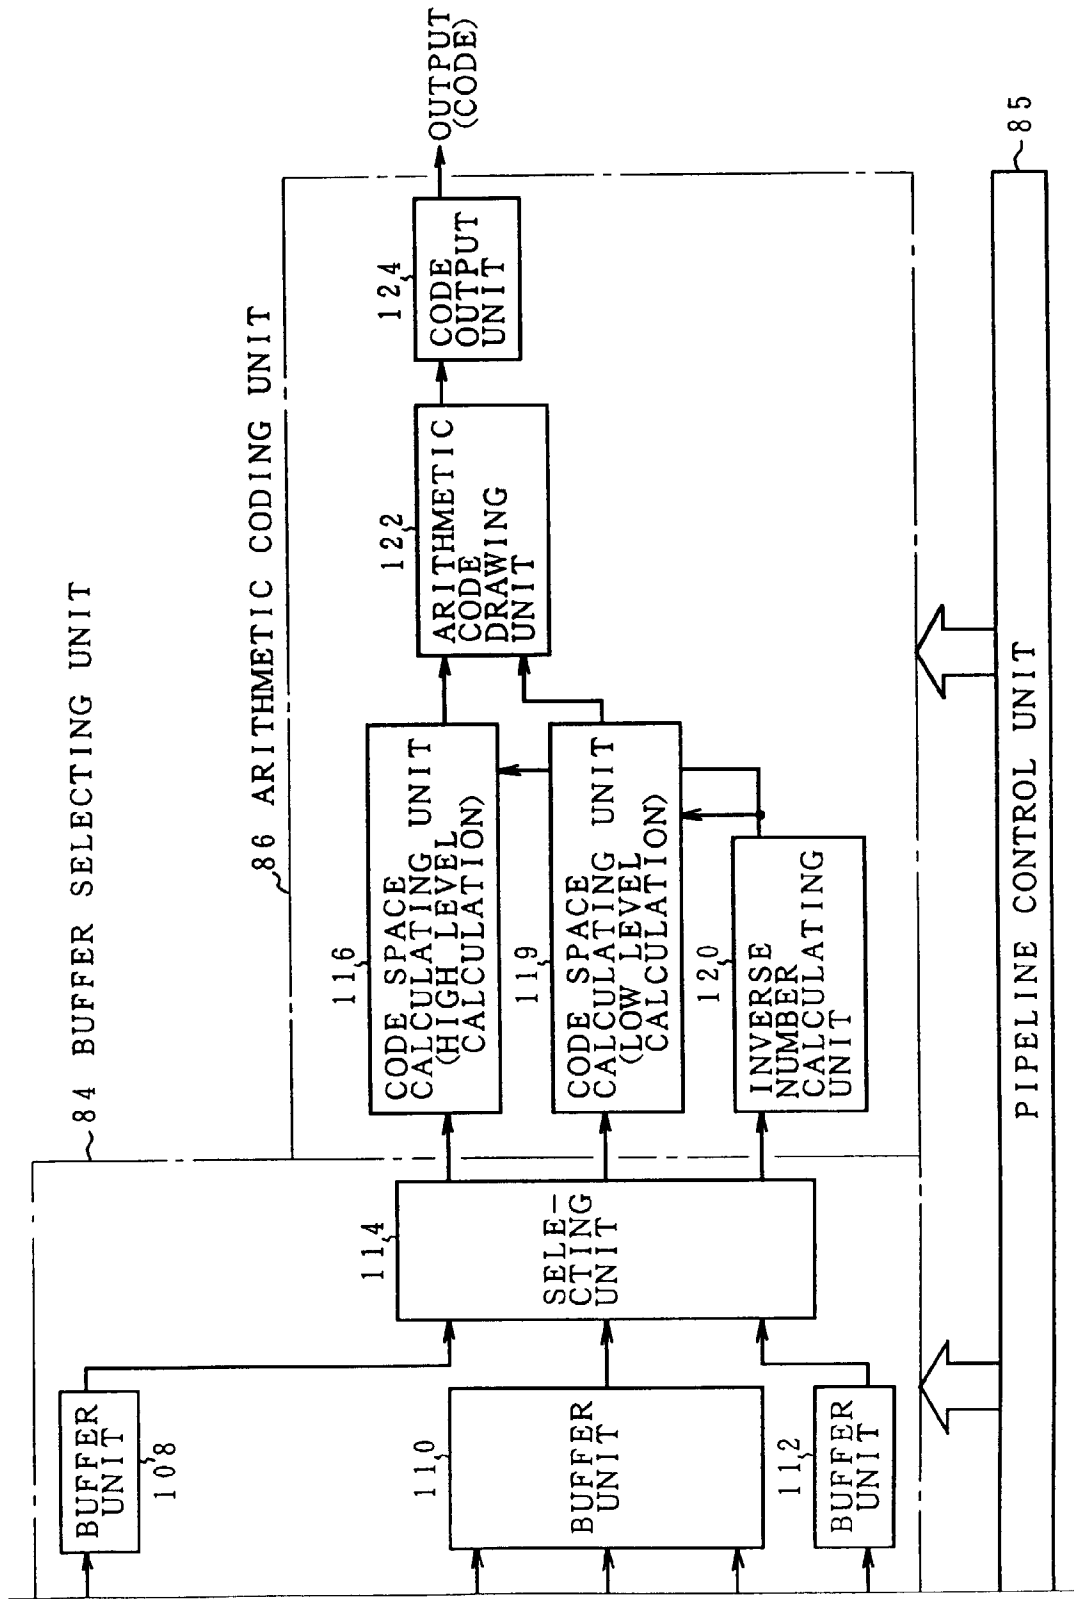 84 BUFFER SELECTING UNIT
86 ARITHMETIC CODING UNIT
BUFFER
UNIT
108
110
BUFFER
UNIT
112
BUFFER
UNIT
114
SELE-
CTING
UNIT
116
CODE SPACE
CALCULATING UNIT
(HIGH LEVEL
CALCULATION)
119
CODE SPACE
CALCULATING UNIT
(LOW LEVEL
CALCULATION)
120
INVERSE
NUMBER
CALCULATING
UNIT
122
ARITHMETIC
CODE
DRAWING
UNIT
124
CODE
OUTPUT
UNIT
OUTPUT
(CODE)
PIPELINE CONTROL UNIT
85